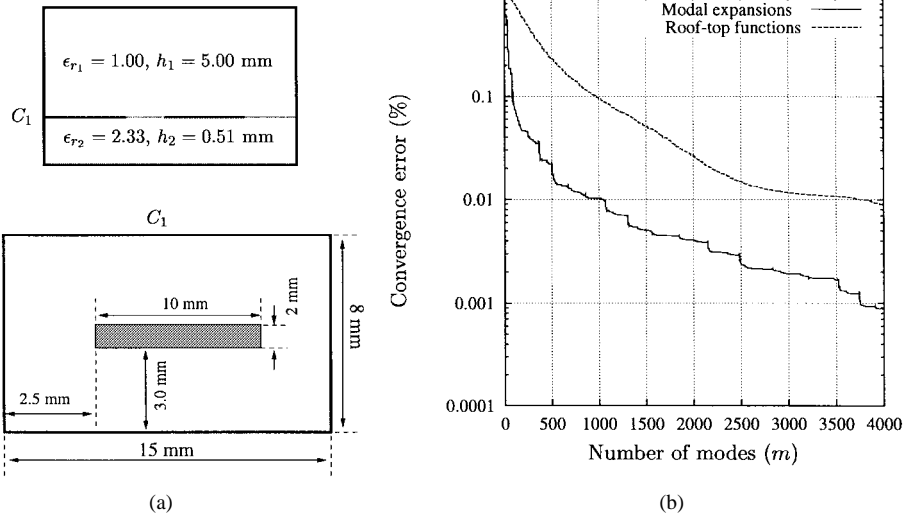 ϵr1 = 1.00, h1 = 5.00 mm
C1
ϵr2 = 2.33, h2 = 0.51 mm
C1
10 mm
2 mm
8 mm
2.5 mm
3.0 mm
15 mm
(a)
Modal expansions
Roof-top functions
Convergence error (%)
0.1
0.01
0.001
0.0001
0 500 1000 1500 2000 2500 3000 3500 4000
Number of modes (m)
(b)